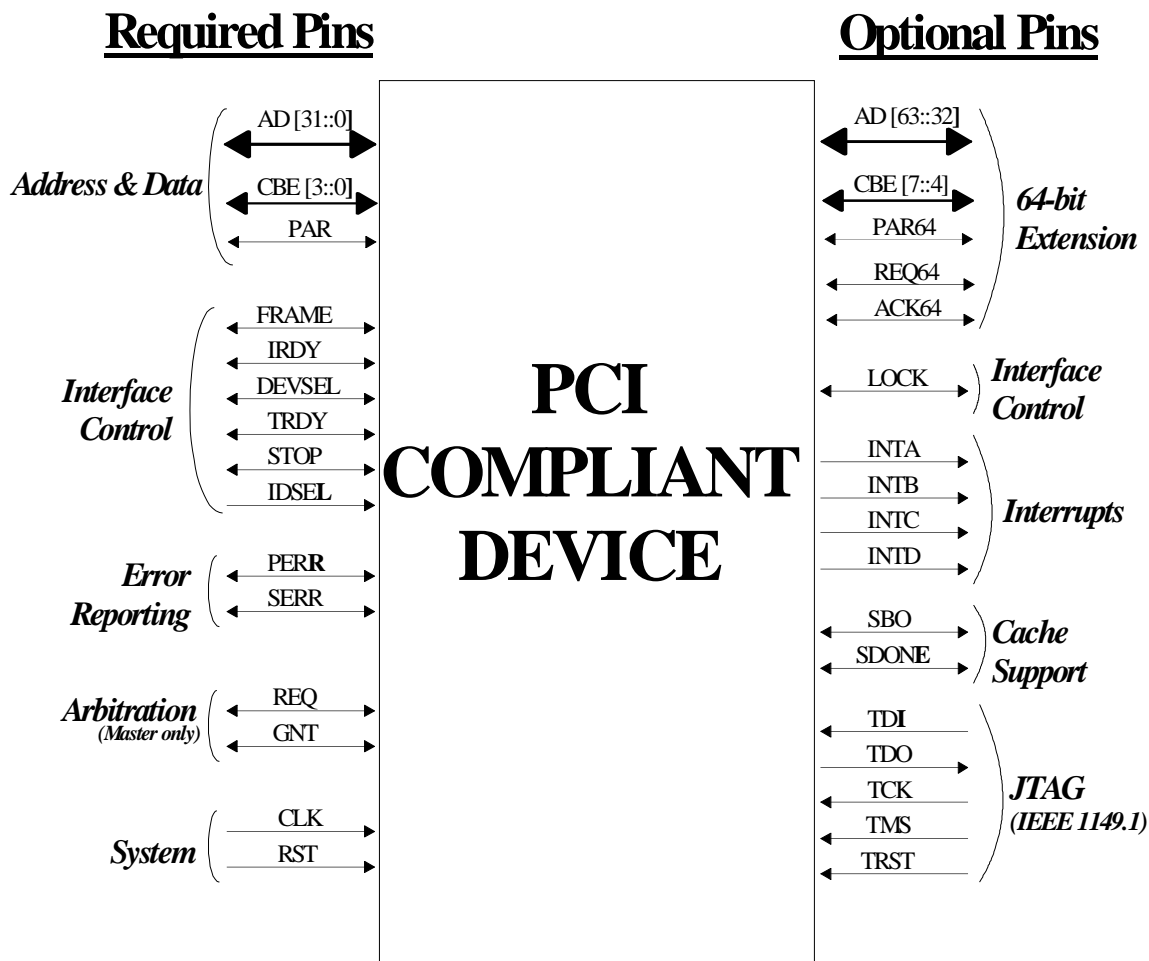 Required Pins
Optional Pins
Address & Data
AD [31::0]
CBE [3::0]
PAR
Interface
Control
FRAME
IRDY
DEVSEL
TRDY
STOP
IDSEL
Error
Reporting
PERR
SERR
Arbitration
(Master only)
REQ
GNT
System
CLK
RST
PCI
COMPLIANT
DEVICE
AD [63::32]
CBE [7::4]
PAR64
REQ64
ACK64
64-bit
Extension
LOCK
Interface
Control
INTA
INTB
INTC
INTD
Interrupts
SBO
SDONE
Cache
Support
TDI
TDO
TCK
TMS
TRST
JTAG
(IEEE 1149.1)